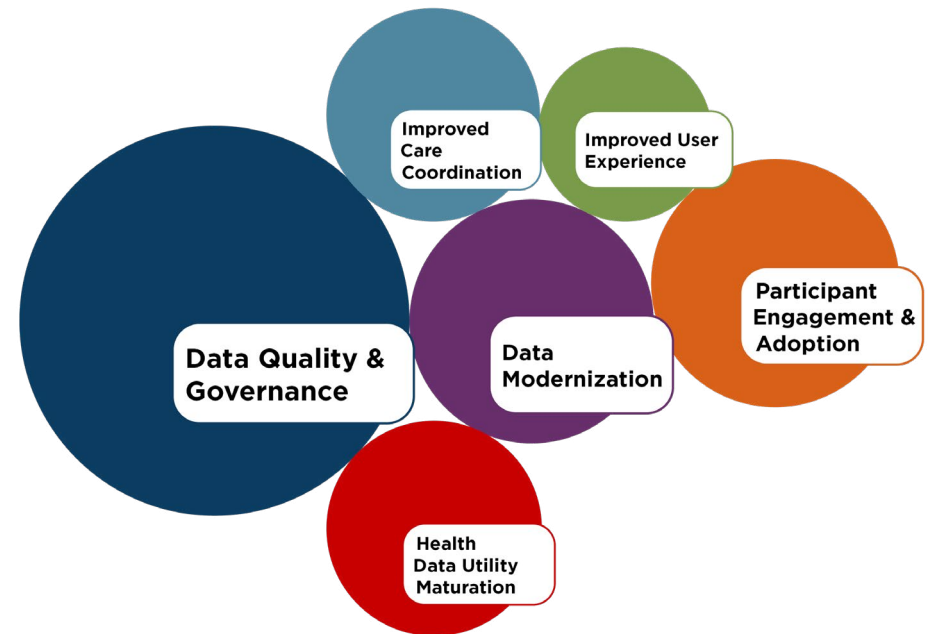 Improved
Care
Coordination
Improved User
Experience
Participant
Engagement &
Adoption
Data Quality &
Governance
Data
Modernization
Health
Data Utility
Maturation